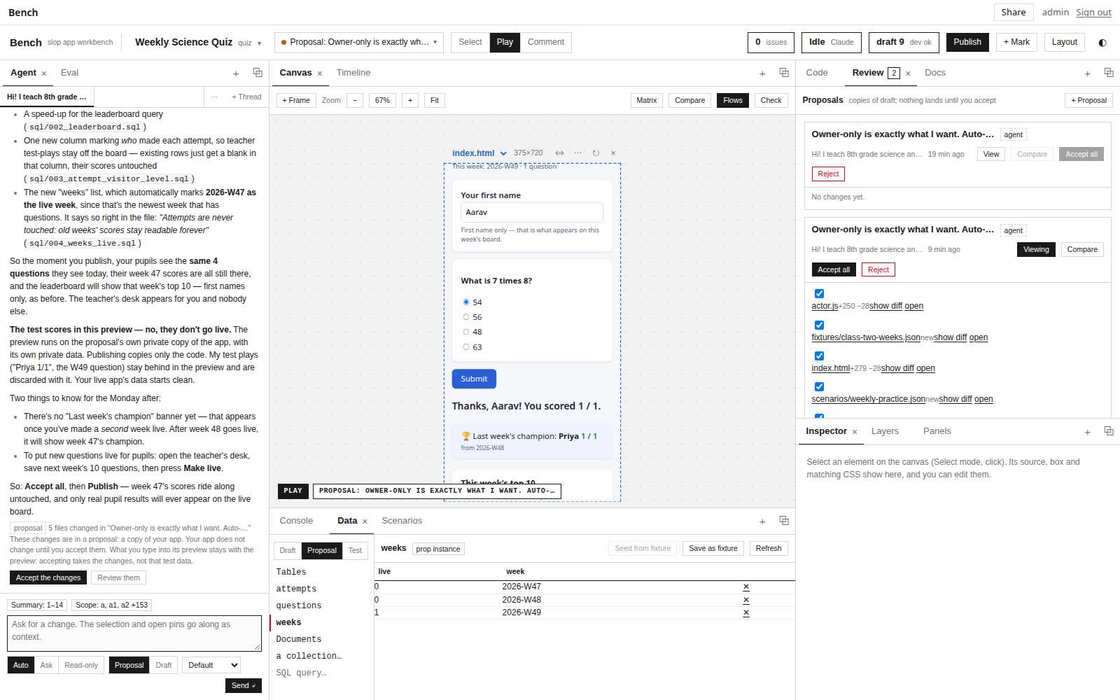 Bench
Share admin Sign out
Bench slop app workbench Weekly Science Quiz quiz ▾ Proposal: Owner-only is exactly wh… ▾ Select Play Comment 0 issues Idle Claude draft 9 dev ok Publish + Mark Layout
Agent × Eval +
Hi! I teach 8th grade … ··· + Thread
• A speed-up for the leaderboard query
(sql/002_leaderboard.sql)
• One new column marking who made each attempt, so teacher
test-plays stay off the board — existing rows just get a blank in
that column, their scores untouched
(sql/003_attempt_visitor_level.sql)
• The new "weeks" list, which automatically marks 2026-W47 as
the live week, since that's the newest week that has
questions. It says so right in the file: "Attempts are never
touched: old weeks' scores stay readable forever"
(sql/004_weeks_live.sql)
So the moment you publish, your pupils see the same 4
questions they see today, their week 47 scores are all still there,
and the leaderboard will show that week's top 10 — first names
only, as before. The teacher's desk appears for you and nobody
else.
The test scores in this preview — no, they don't go live. The
preview runs on the proposal's own private copy of the app, with
its own private data. Publishing copies only the code. My test plays
("Priya 1/1", the W49 question) stay behind in the preview and are
discarded with it. Your live app's data starts clean.
Two things to know for the Monday after:
• There's no "Last week's champion" banner yet — that appears
once you've made a second week live. After week 48 goes live,
it will show week 47's champion.
• To put new questions live for pupils: open the teacher's desk,
save next week's 10 questions, then press Make live.
So: Accept all, then Publish — week 47's scores ride along
untouched, and only real pupil results will ever appear on the live
board.
proposal 5 files changed in "Owner-only is exactly what I want. Auto-…"
These changes are in a proposal: a copy of your app. Your app does
not change until you accept them. What you type into its preview stays with the
preview: accepting takes the changes, not that test data.
Accept the changes Review them
Summary: 1–14 Scope: a, a1, a2 +153
Ask for a change. The selection and open pins go along as
context.
Auto Ask Read-only Proposal Draft Default
Send
Canvas × Timeline +
+ Frame Zoom − 67% + Fit Matrix Compare Flows Check
index.html 375×720 ↔ ··· ↻ ×
This week: 2026-W49 · 1 question
Your first name
Aarav
First name only — that is what appears on this
week's board.
What is 7 times 8?
54
56
48
63
Submit
Thanks, Aarav! You scored 1 / 1.
🏆 Last week's champion: Priya 1 / 1
from 2026-W48
This week's top 10
PLAY PROPOSAL: OWNER-ONLY IS EXACTLY WHAT I WANT. AUTO-…
Console Data × Scenarios +
Draft Proposal Test
Tables
attempts
questions
weeks
Documents
a collection…
SQL query…
weeks prop instance Seed from fixture Save as fixture Refresh
live week
0 2026-W47 ✕
0 2026-W48 ✕
1 2026-W49 ✕
Code Review 2 × Docs +
Proposals copies of draft; nothing lands until you accept + Proposal
Owner-only is exactly what I want. Auto-… agent
Hi! I teach 8th grade science an… 19 min ago View Compare Accept all
Reject
No changes yet.
Owner-only is exactly what I want. Auto-… agent
Hi! I teach 8th grade science an… 9 min ago Viewing Compare
Accept all Reject
actor.js+250 −28show diff open
fixtures/class-two-weeks.jsonnewshow diff open
index.html+279 −28show diff open
scenarios/weekly-practice.jsonnewshow diff open
Inspector × Layers Panels +
Select an element on the canvas (Select mode, click). Its source, box and
matching CSS show here, and you can edit them.